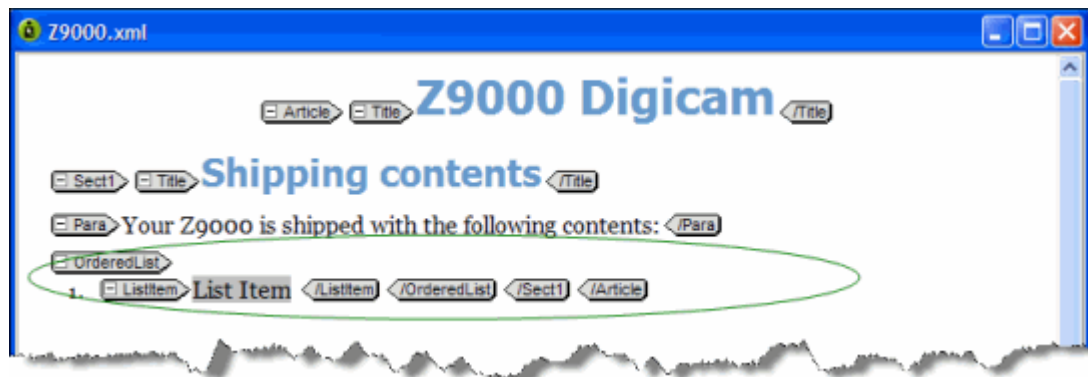 Z9000.xml
Article Title Z9000 Digicam /Title
Sect1 Title Shipping contents /Title
Para Your Z9000 is shipped with the following contents: /Para
OrderedList
1. ListItem List Item /ListItem /OrderedList /Sect1 /Article